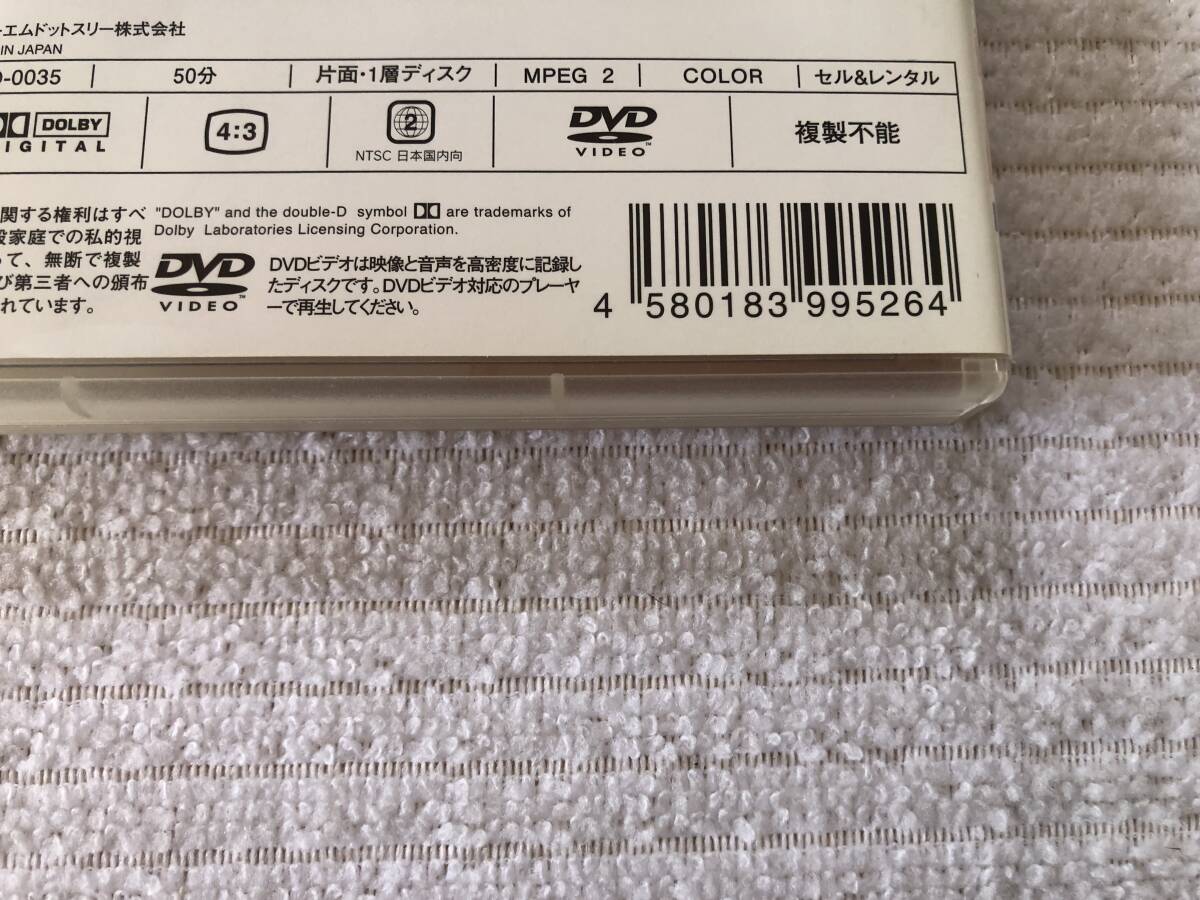 エムドットスリー株式会社
IN JAPAN
-0035 50分 片面・1層ディスク MPEG 2 COLOR セル&レンタル
DOLBY
DIGITAL
4:3
2
NTSC 日本国内向
DVD
VIDEO™
複製不能
関する権利はすべ
家庭での私的視
て、無断で複製
第三者への頒布
れています。
"DOLBY" and the double-D symbol are trademarks of
Dolby Laboratories Licensing Corporation.
DVD
VIDEO™
DVDビデオは映像と音声を高密度に記録し
たディスクです。DVDビデオ対応のプレーヤ
ーで再生してください。
4 580183 995264